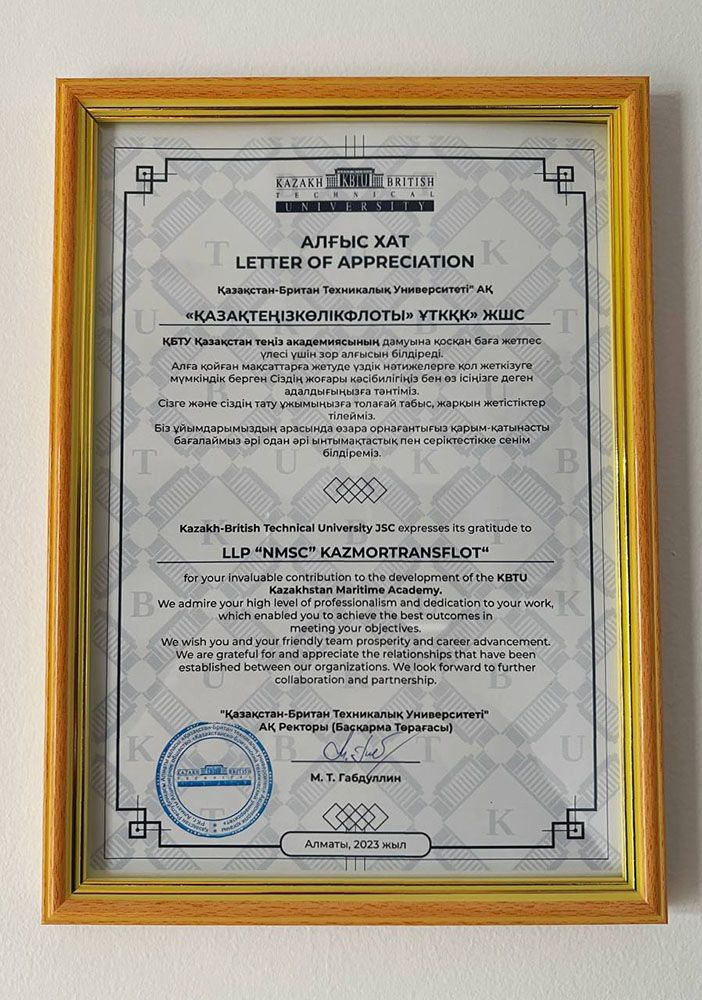 KAZAKH KBTU BRITISH
TECHNICAL
UNIVERSITY
АЛҒЫС ХАТ
LETTER OF APPRECIATION
Қазақстан-Британ Техникалық Университеті" АҚ
«ҚАЗАҚТЕҢІЗКӨЛІКФЛОТЫ» ҰТКҚК» ЖШС
ҚБТУ Қазақстан теңіз академиясының дамуына қосқан баға жетпес
үлесі үшін зор алғысын білдіреді.
Алға қойған мақсаттарға жетуде үздік нәтижелерге қол жеткізуге
мүмкіндік берген Сіздің жоғары кәсібилігіңіз бен өз ісіңізге деген
адалдығыңызға тәнтіміз.
Сізге және сіздің тату ұжымыңызға толағай табыс, жарқын жетістіктер
тілейміз.
Біз ұйымдарымыздың арасында өзара орнағантығыз қарым-қатынасты
бағалаймыз әрі одан әрі ынтымақтастық пен серіктестікке сенім
білдіреміз.
Kazakh-British Technical University JSC expresses its gratitude to
LLP “NMSC” KAZMORTRANSFLOT“
for your invaluable contribution to the development of the KBTU
Kazakhstan Maritime Academy.
We admire your high level of professionalism and dedication to your work,
which enabled you to achieve the best outcomes in
meeting your objectives.
We wish you and your friendly team prosperity and career advancement.
We are grateful for and appreciate the relationships that have been
established between our organizations. We look forward to further
collaboration and partnership.
"Қазақстан-Британ Техникалық Университеті"
АҚ Ректоры (Басқарма Терағасы)
М. Т. Габдуллин
KAZAKH BRITISH
Алматы, 2023 жыл